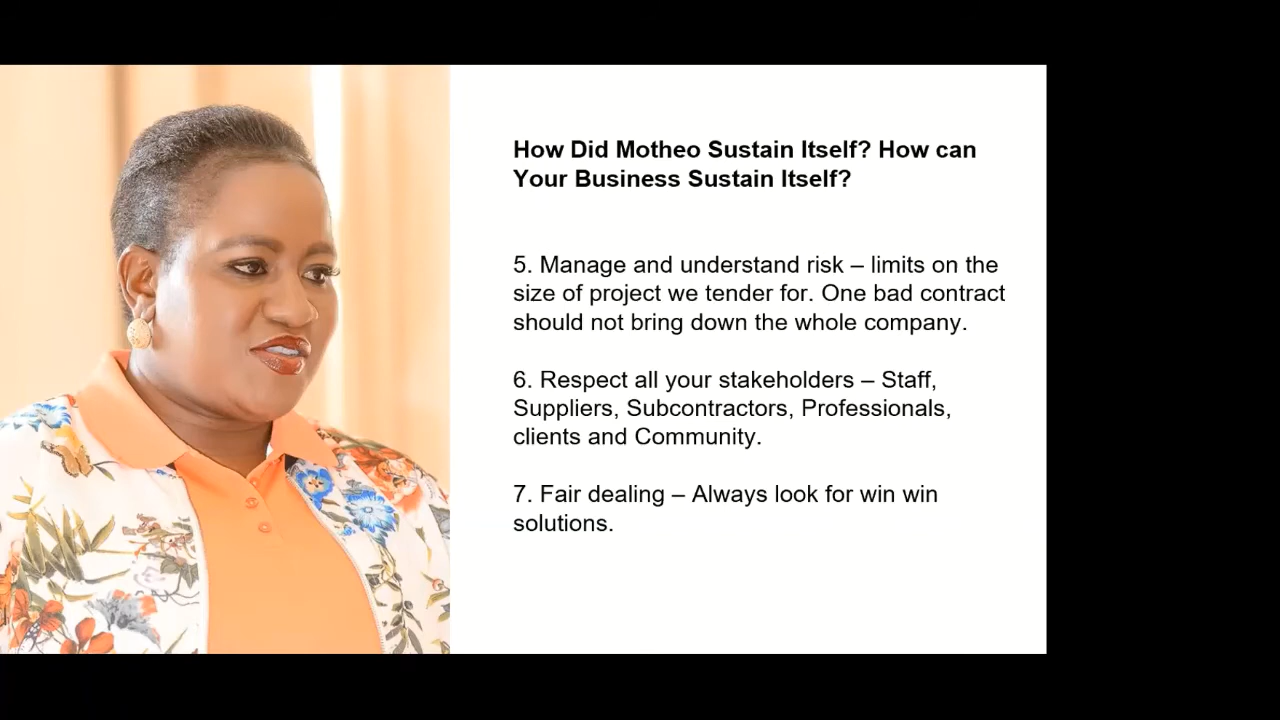 How Did Motheo Sustain Itself? How can
Your Business Sustain Itself?
5. Manage and understand risk – limits on the
size of project we tender for. One bad contract
should not bring down the whole company.
6. Respect all your stakeholders – Staff,
Suppliers, Subcontractors, Professionals,
clients and Community.
7. Fair dealing – Always look for win win
solutions.